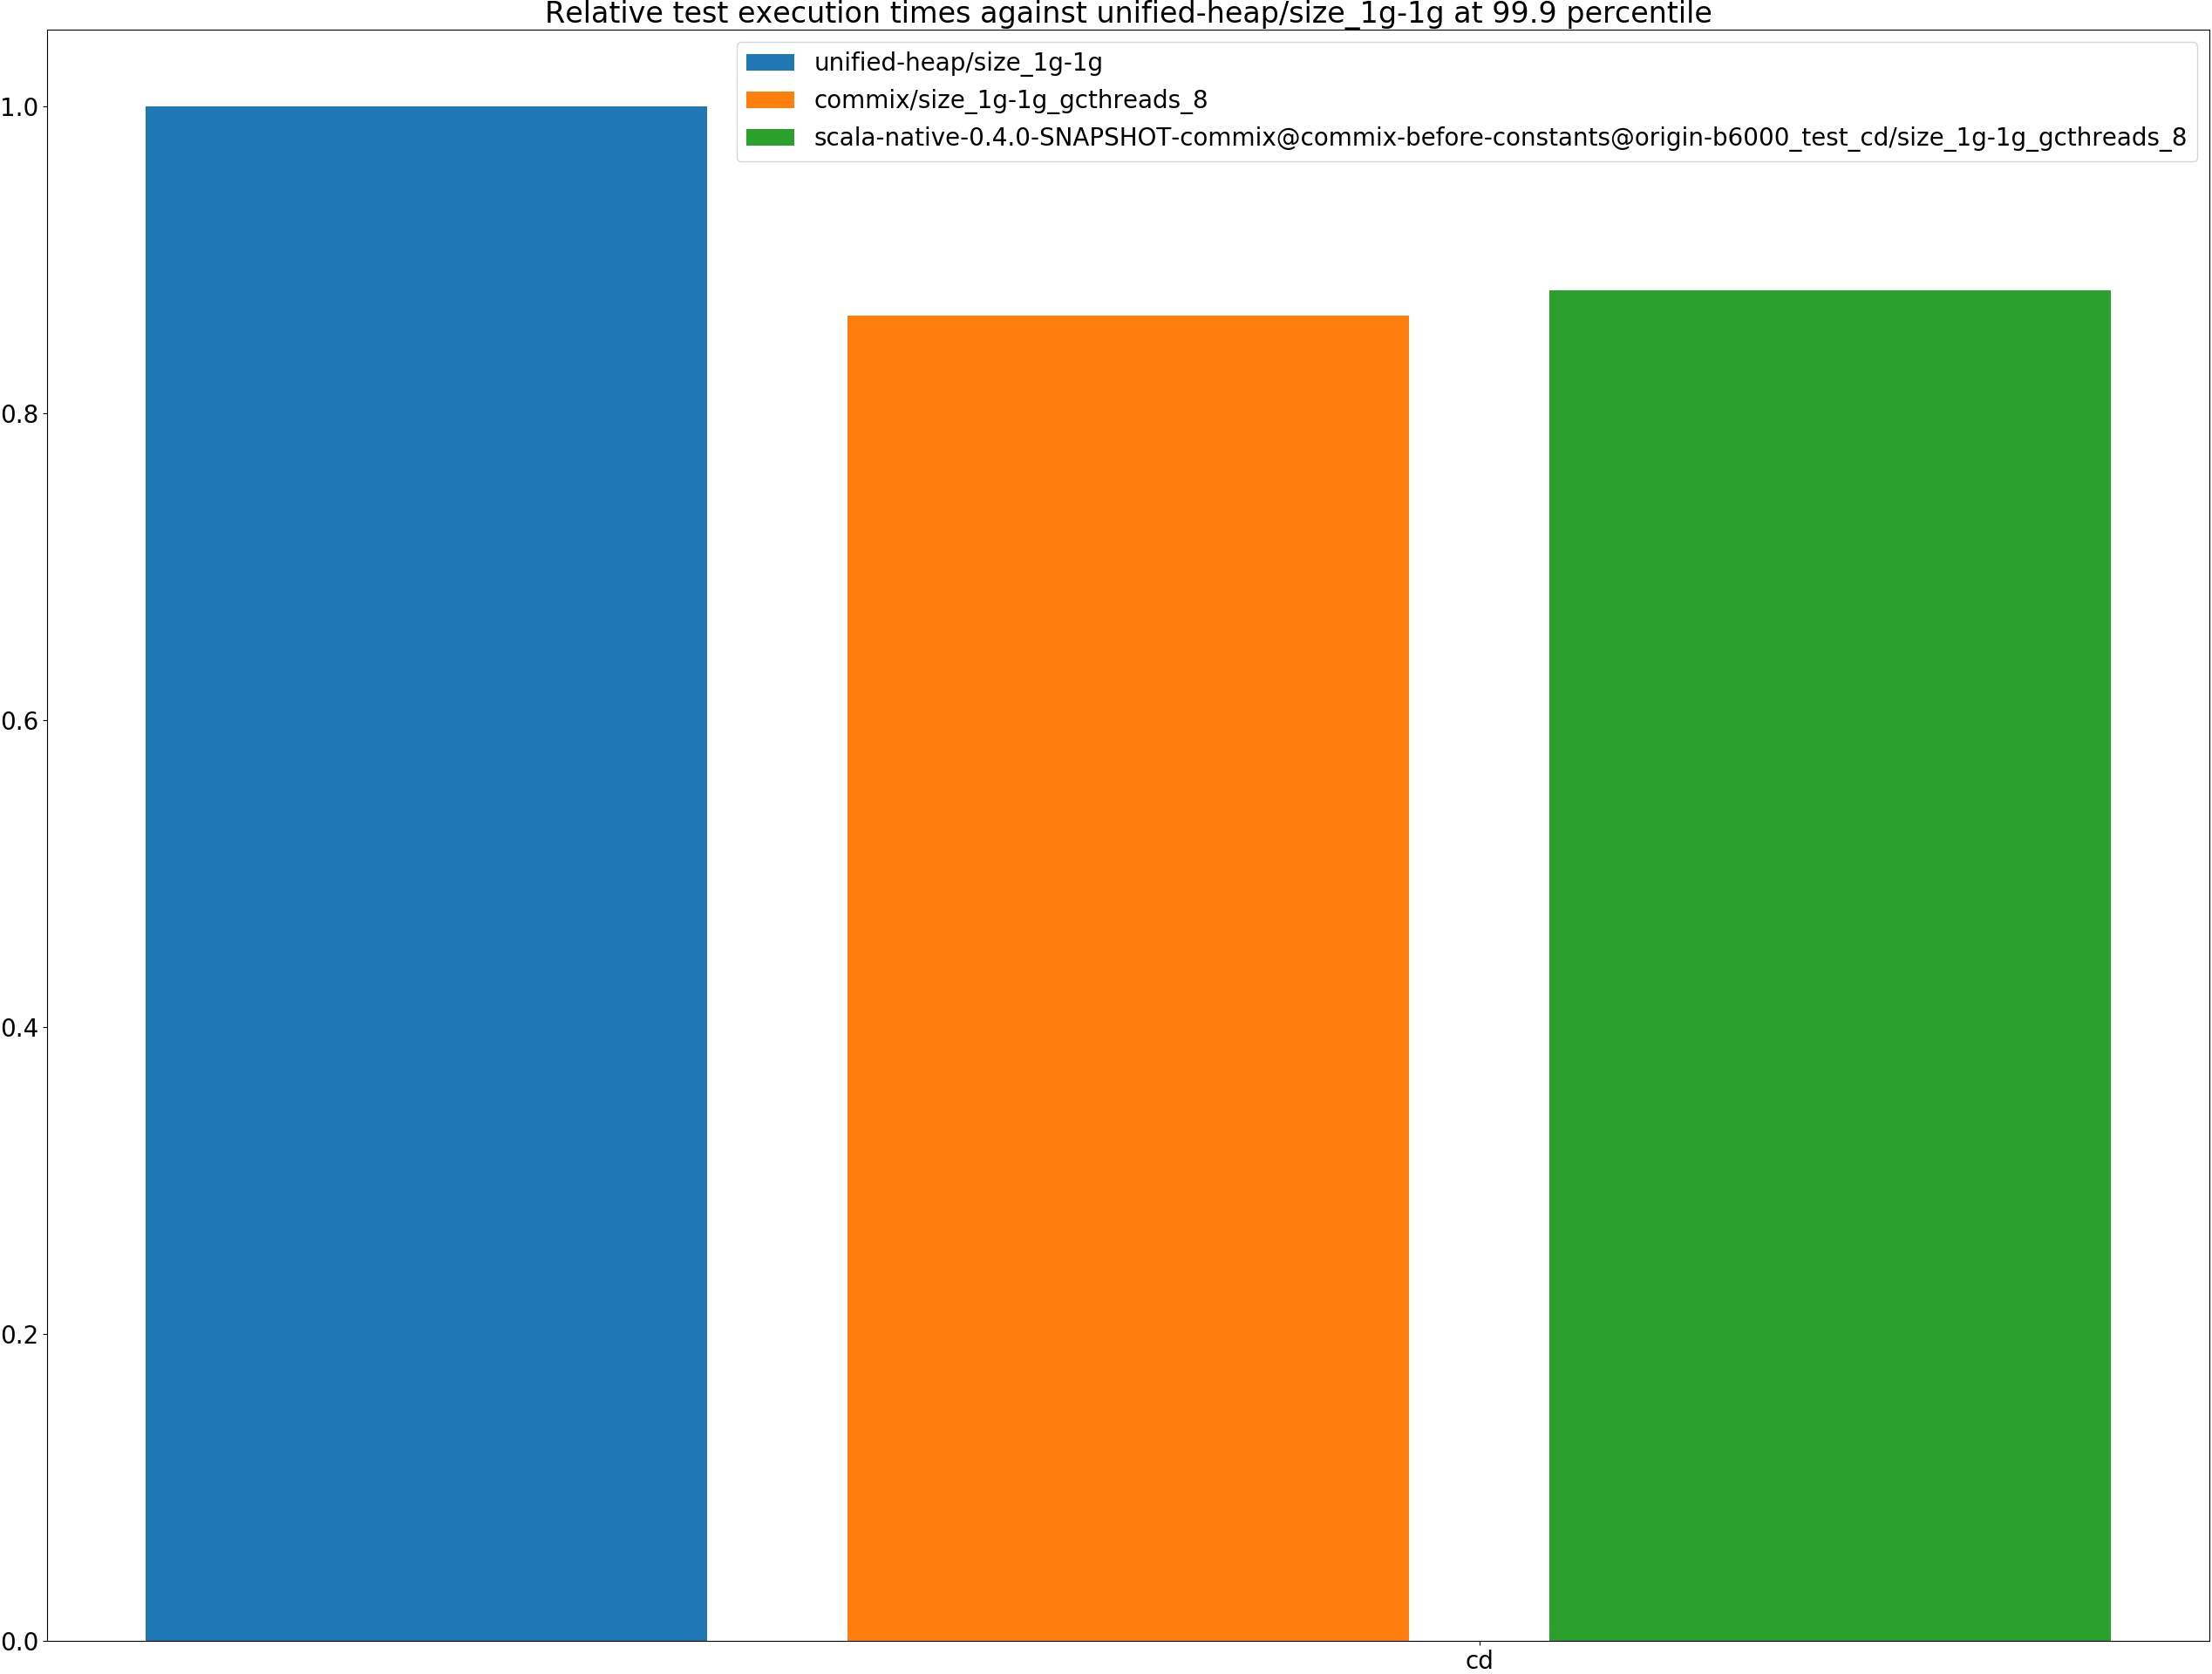 Relative test execution times against unified-heap/size_1g-1g at 99.9 percentile
unified-heap/size_1g-1g
commix/size_1g-1g_gcthreads_8
scala-native-0.4.0-SNAPSHOT-commix@commix-before-constants@origin-b6000_test_cd/size_1g-1g_gcthreads_8
1.0
0.8
0.6
0.4
0.2
0.0
cd